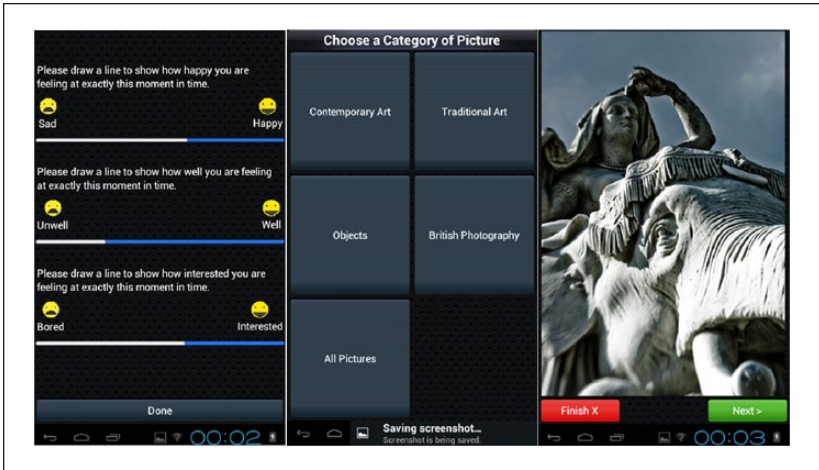 Please draw a line to show how happy you are
feeling at exactly this moment in time.
Sad Happy
Please draw a line to show how well you are feeling
at exactly this moment in time.
Unwell Well
Please draw a line to show how interested you are
feeling at exactly this moment in time.
Bored Interested
Done
00:02
Choose a Category of Picture
Contemporary Art Traditional Art
Objects British Photography
All Pictures
Saving screenshot...
Screenshot is being saved.
Finish X Next >
00:03